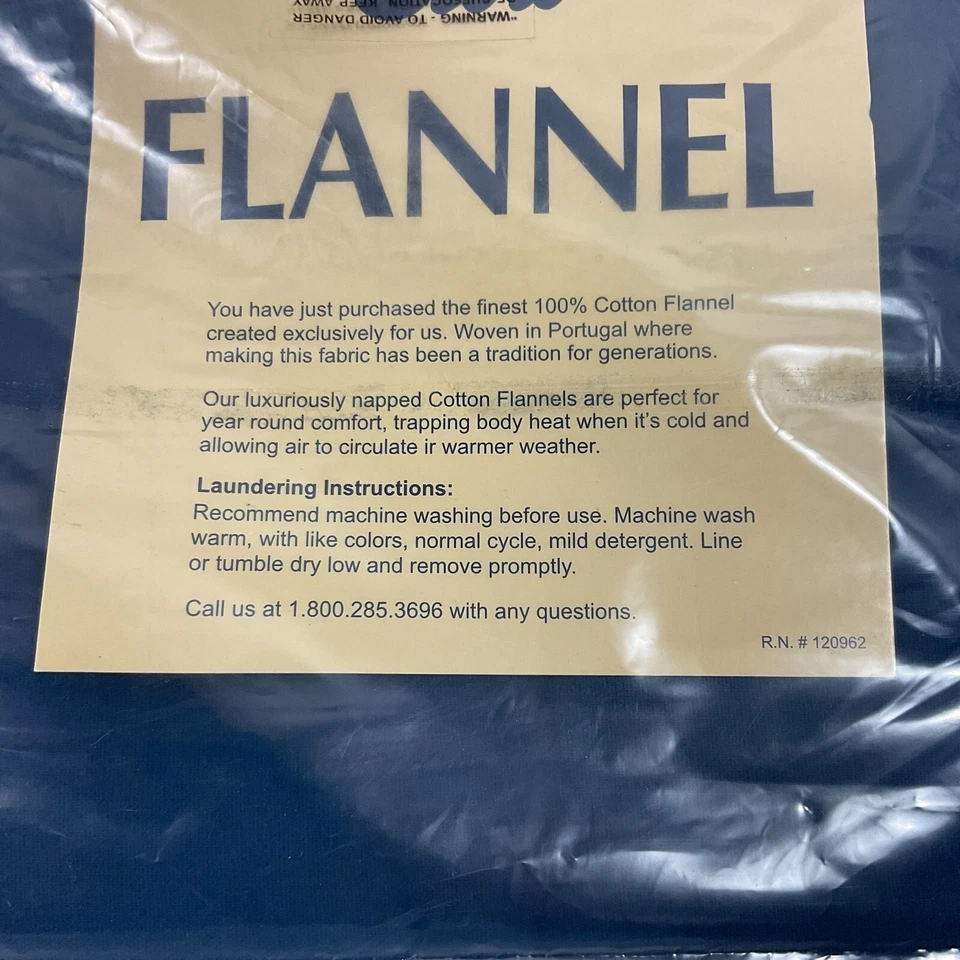 "WARNING - TO AVOID DANGER
FLANNEL
You have just purchased the finest 100% Cotton Flannel
created exclusively for us. Woven in Portugal where
making this fabric has been a tradition for generations.
Our luxuriously napped Cotton Flannels are perfect for
year round comfort, trapping body heat when it's cold and
allowing air to circulate ir warmer weather.
Laundering Instructions:
Recommend machine washing before use. Machine wash
warm, with like colors, normal cycle, mild detergent. Line
or tumble dry low and remove promptly.
Call us at 1.800.285.3696 with any questions.
R.N. # 120962